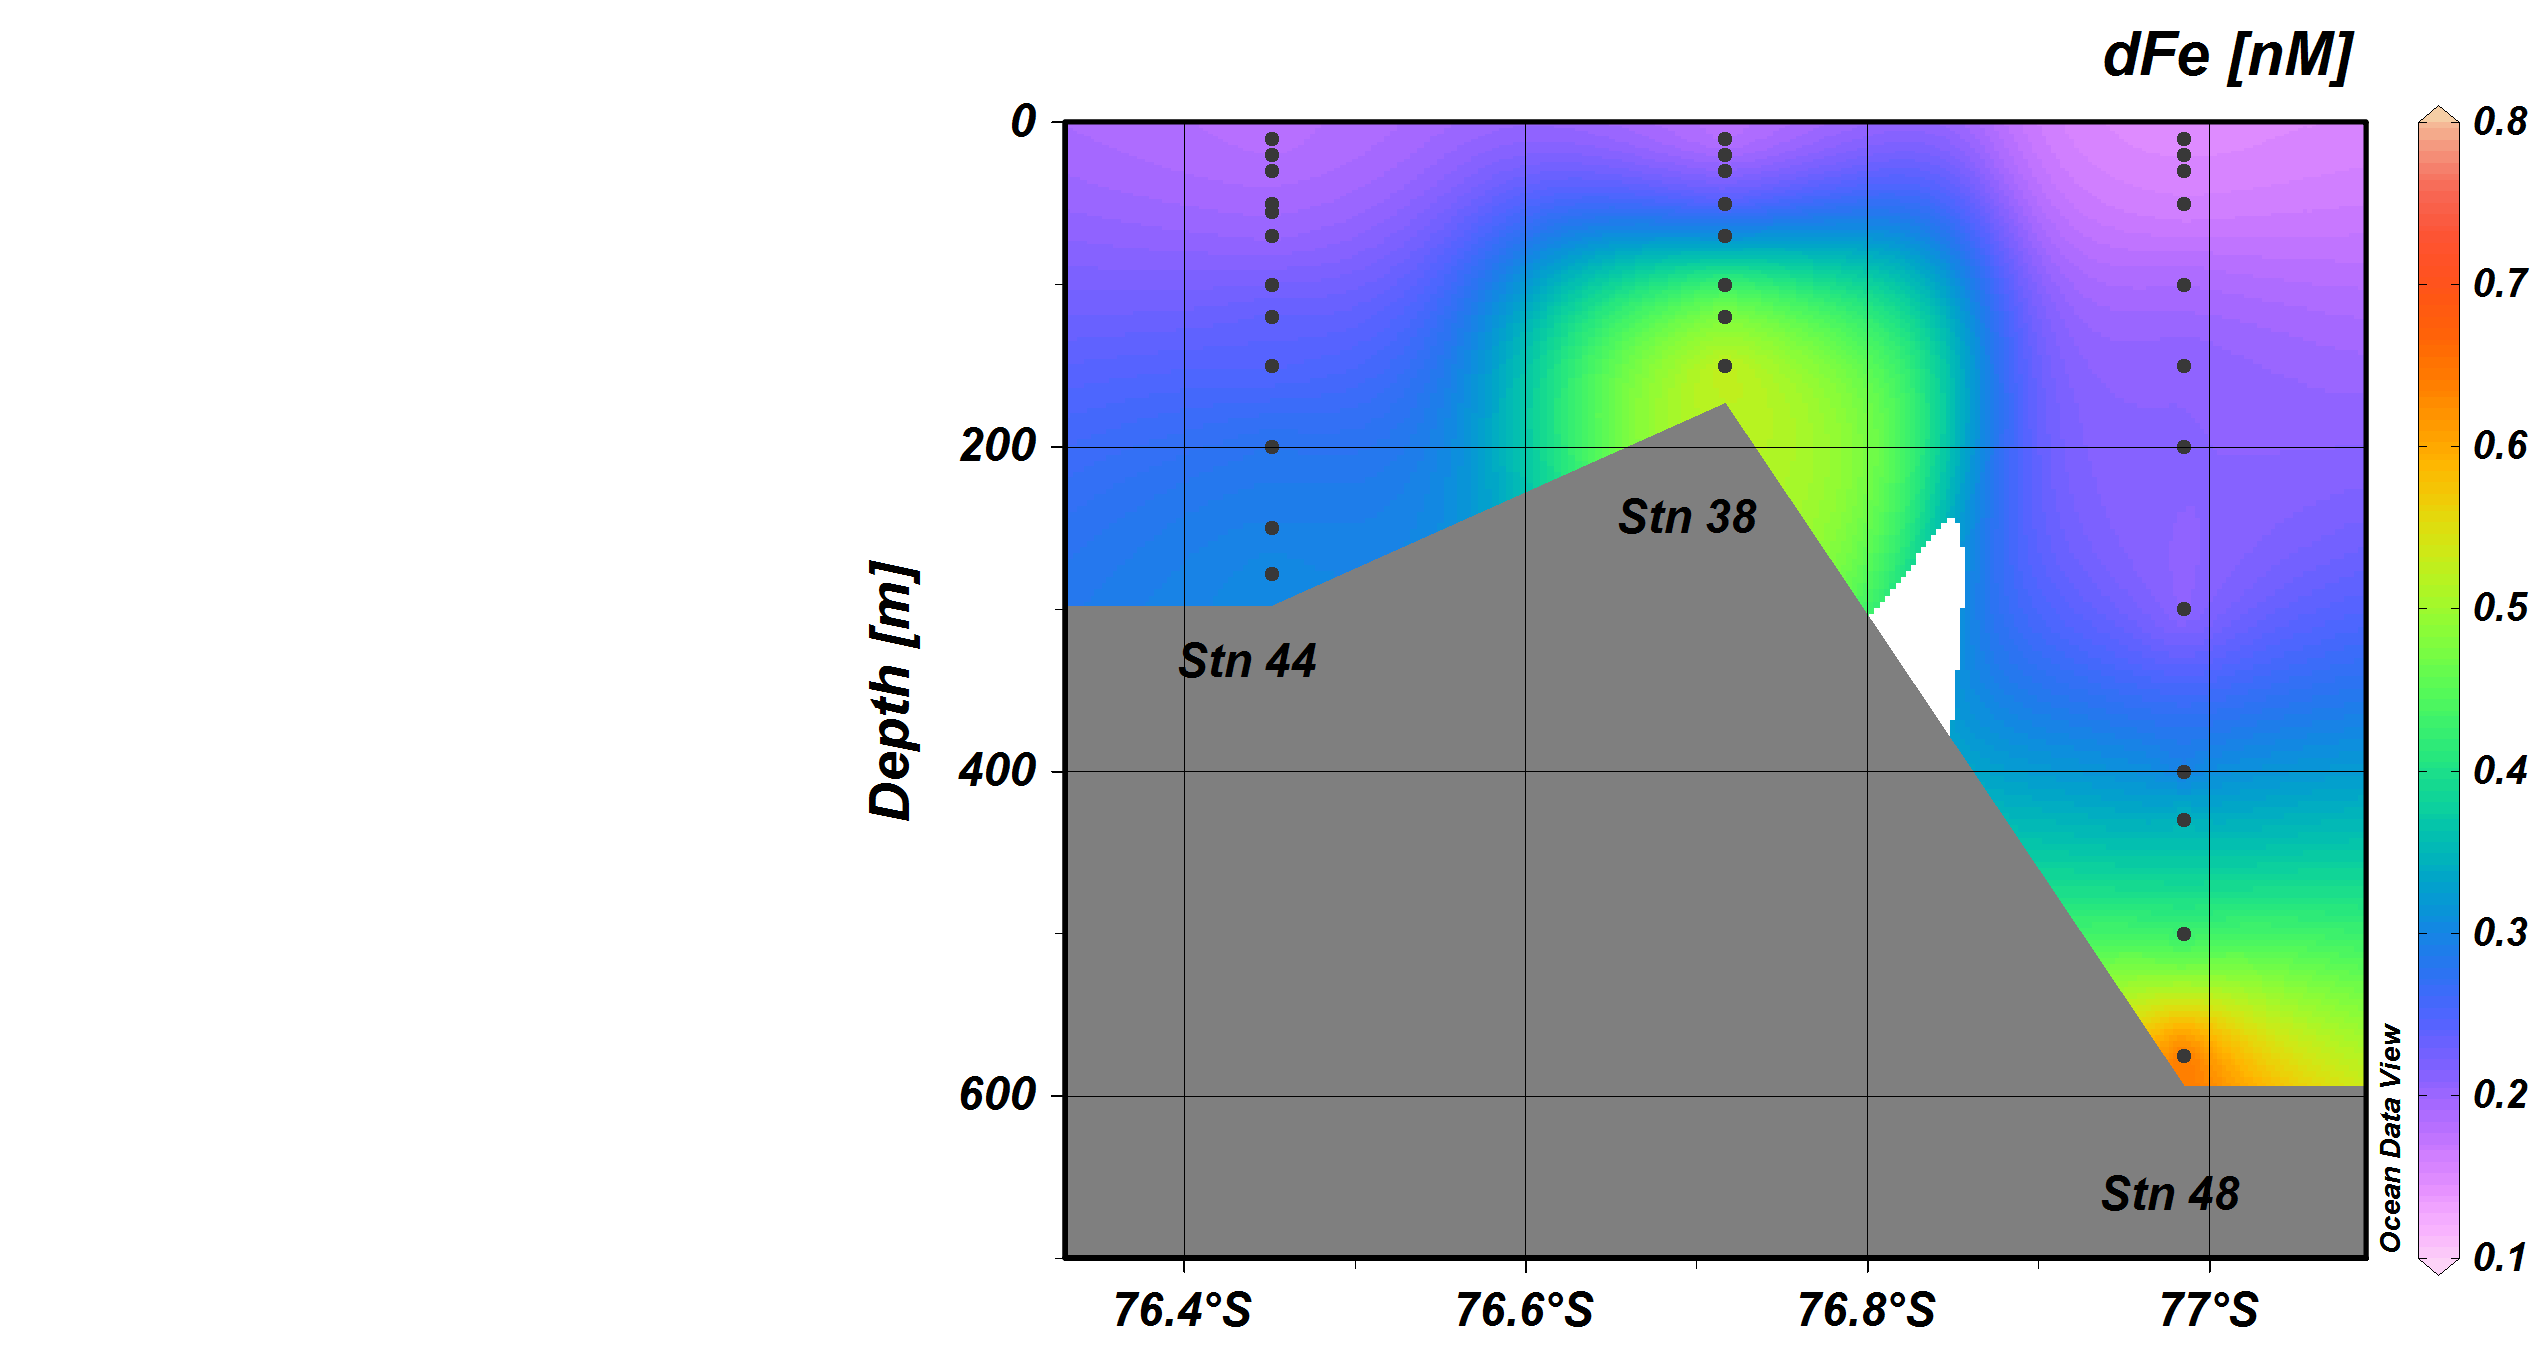 dFe [nM]
0
200
400
600
Depth [m]
Stn 44
Stn 38
Stn 48
76.4°S
76.6°S
76.8°S
77°S
Ocean Data View
0.8
0.7
0.6
0.5
0.4
0.3
0.2
0.1